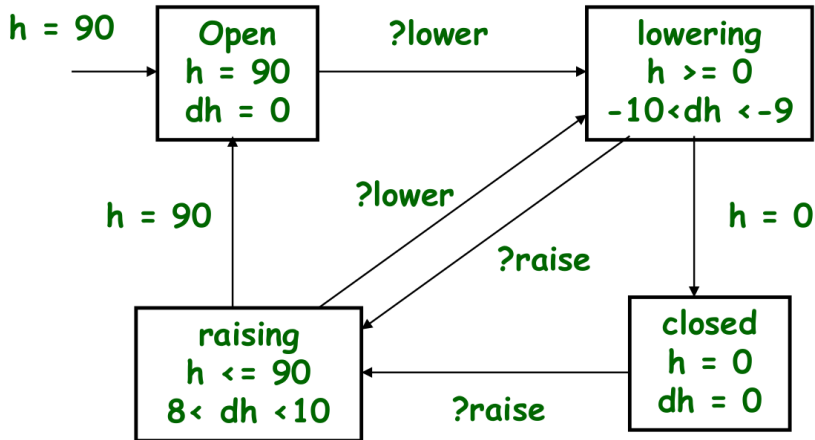 h = 90
Open
h = 90
dh = 0
?lower
lowering
h >= 0
-10<dh <-9
h = 90
?lower
?raise
h = 0
raising
h <= 90
8< dh <10
?raise
closed
h = 0
dh = 0